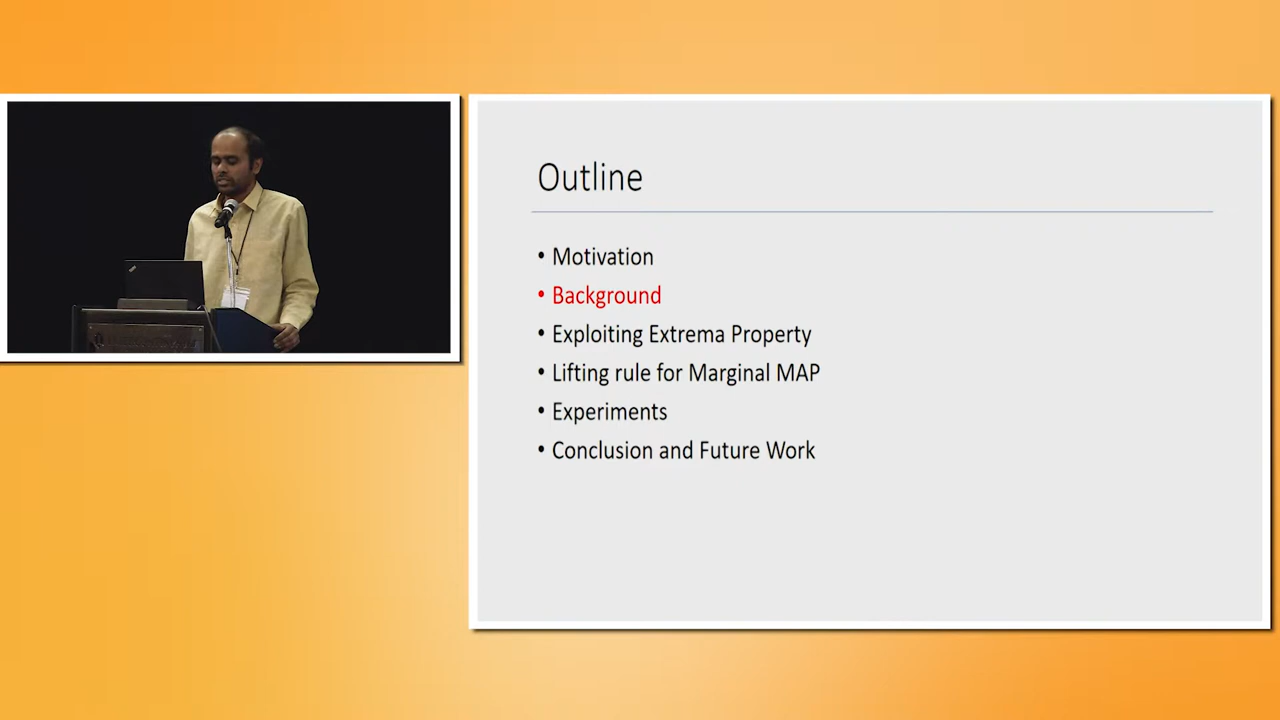 Outline
• Motivation
• Background
• Exploiting Extrema Property
• Lifting rule for Marginal MAP
• Experiments
• Conclusion and Future Work